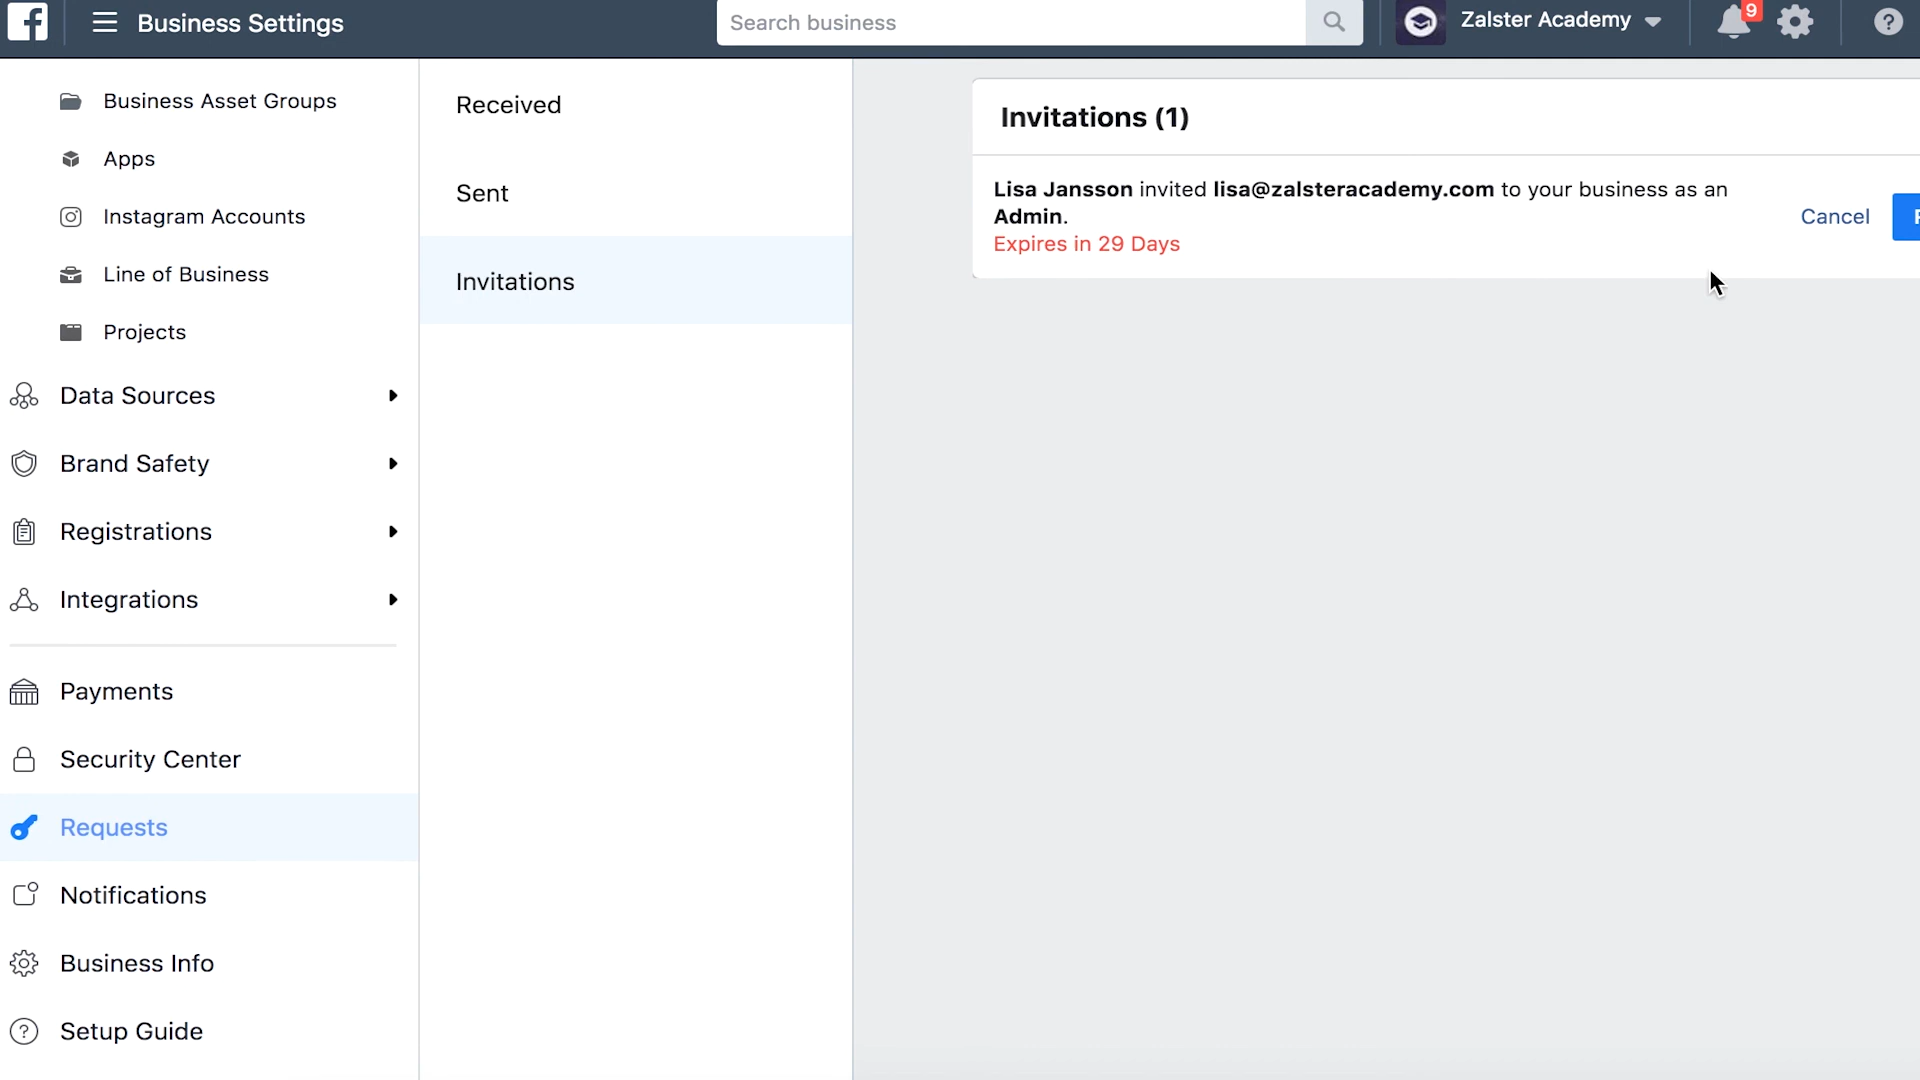 Business Settings
Search business
Zalster Academy
9
Business Asset Groups
Apps
Instagram Accounts
Line of Business
Projects
Data Sources
Brand Safety
Registrations
Integrations
Payments
Security Center
Requests
Notifications
Business Info
Setup Guide
Received
Sent
Invitations
Invitations (1)
Lisa Jansson invited lisa@zalsteracademy.com to your business as an
Admin.
Expires in 29 Days
Cancel